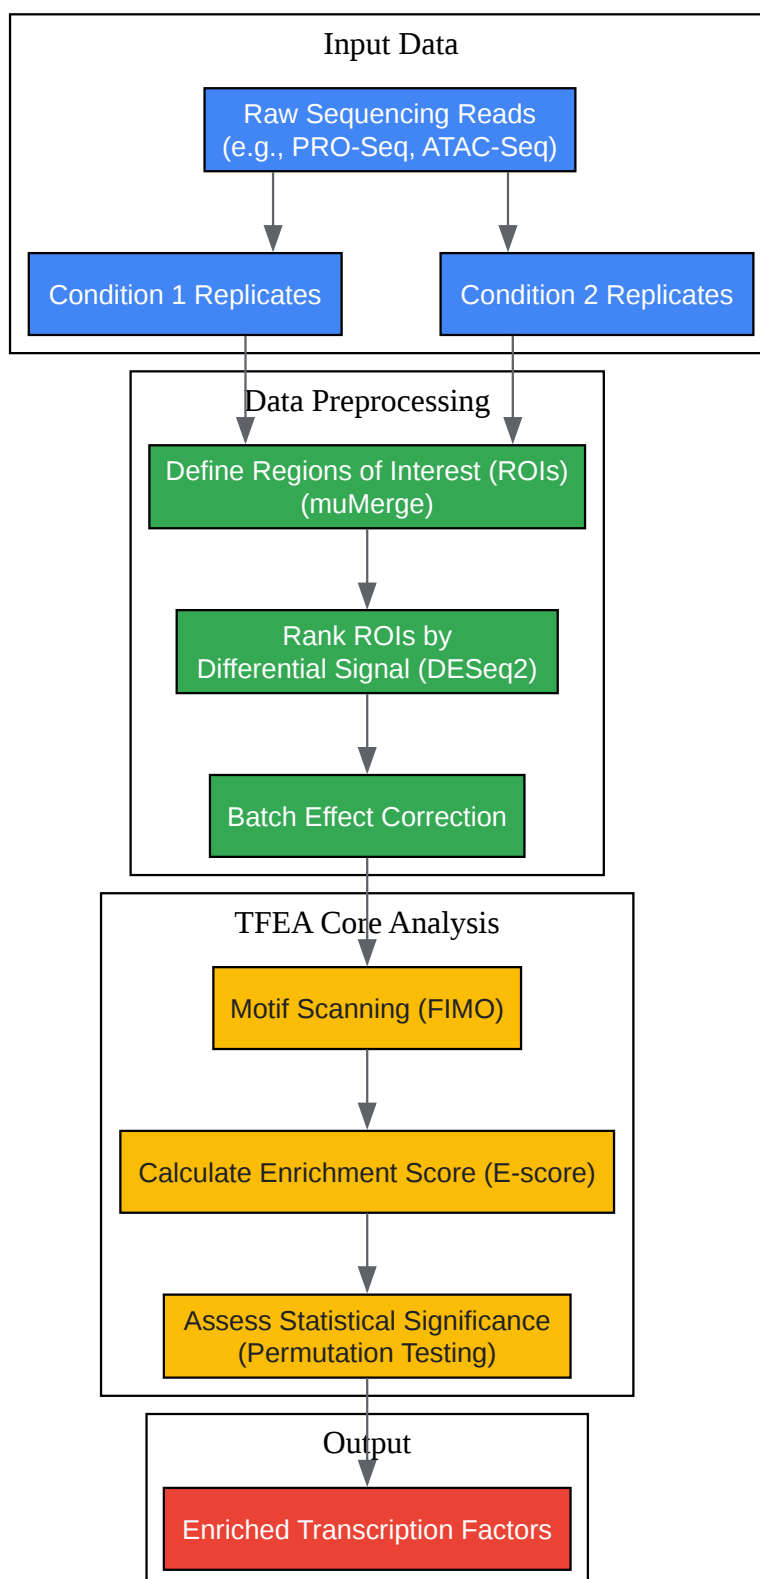 Input Data
Raw Sequencing Reads
(e.g., PRO-Seq, ATAC-Seq)
Condition 1 Replicates
Condition 2 Replicates
Data Preprocessing
Define Regions of Interest (ROIs)
(muMerge)
Rank ROIs by
Differential Signal (DESeq2)
Batch Effect Correction
TFEA Core Analysis
Motif Scanning (FIMO)
Calculate Enrichment Score (E-score)
Assess Statistical Significance
(Permutation Testing)
Output
Enriched Transcription Factors